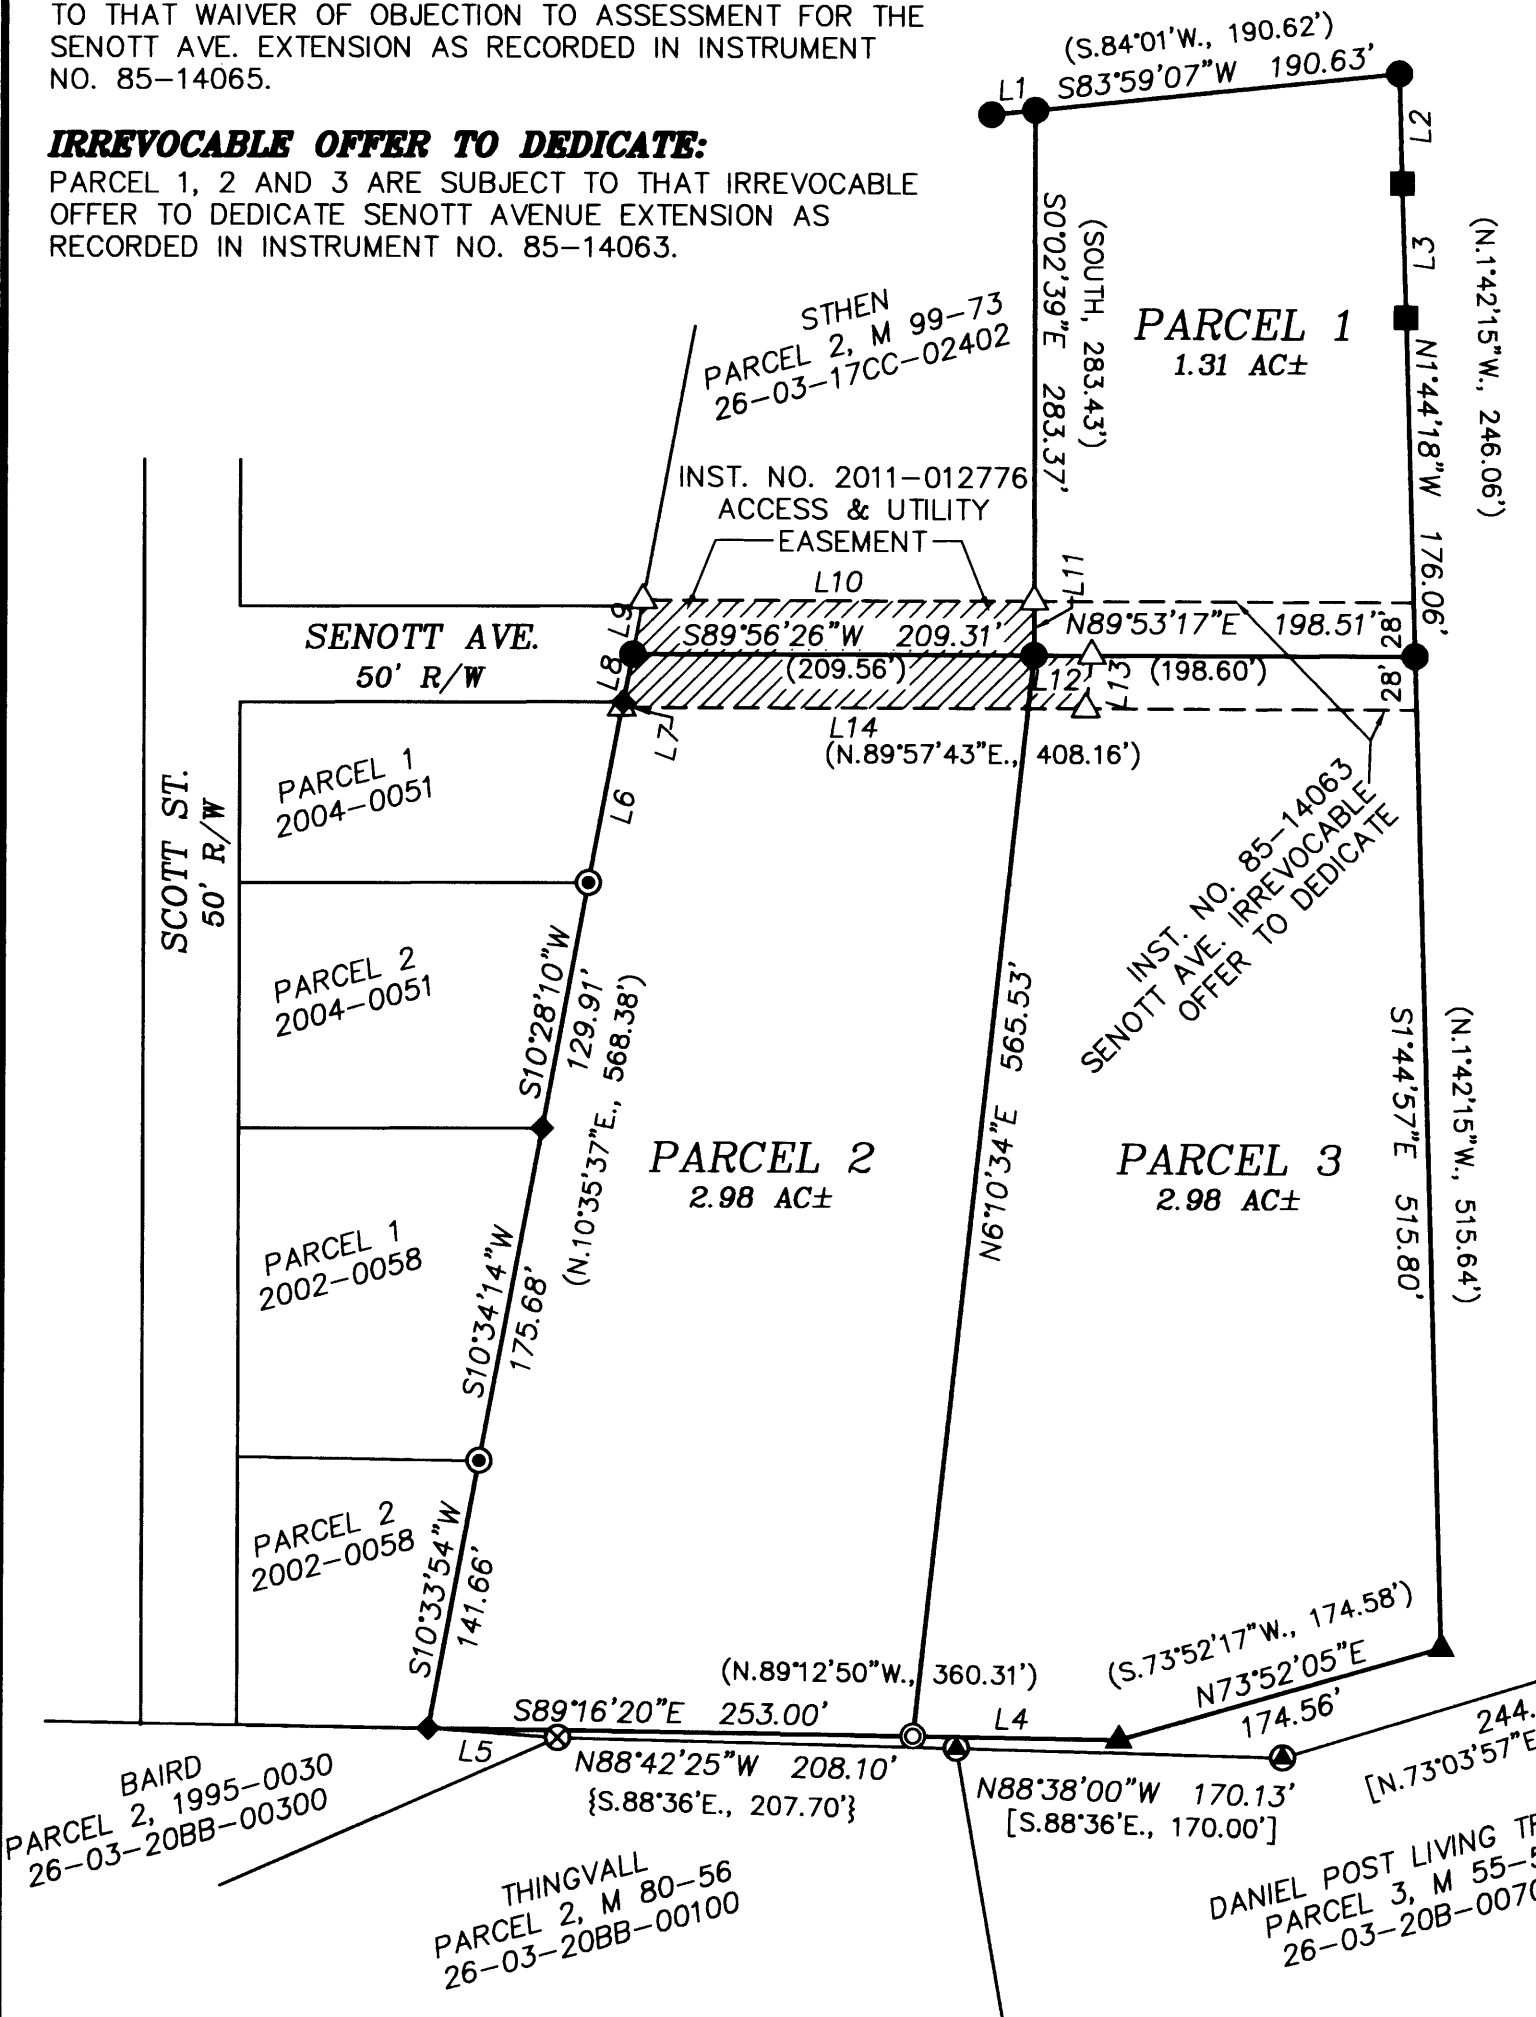 TO THAT WAIVER OF OBJECTION TO ASSESSMENT FOR THE
SENOTT AVE. EXTENSION AS RECORDED IN INSTRUMENT
NO. 85-14065.
IRREVOCABLE OFFER TO DEDICATE:
PARCEL 1, 2 AND 3 ARE SUBJECT TO THAT IRREVOCABLE
OFFER TO DEDICATE SENOTT AVENUE EXTENSION AS
RECORDED IN INSTRUMENT NO. 85-14063.
(S.84°01'W., 190.62')
S83°59'07"W 190.63'
L1
L2
L3
S0°02'39"E 283.37'
(SOUTH, 283.43')
PARCEL 1
1.31 AC±
N1°44'18"W 176.06'
(N.1°42'15"W., 246.06')
STHEN
PARCEL 2, M 99-73
26-03-17CC-02402
INST. NO. 2011-012776
ACCESS & UTILITY
EASEMENT
L10
L11
L9
S89°56'26"W 209.31'
(209.56')
N89°53'17"E 198.51'
(198.60')
28'
28'
L8
L12
L13
L7
L14
(N.89°57'43"E., 408.16')
SENOTT AVE.
50' R/W
SCOTT ST.
50' R/W
PARCEL 1
2004-0051
L6
PARCEL 2
2004-0051
S10°28'10"W
129.91'
(N.10°35'37"E., 568.38')
INST. NO. 85-14063
SENOTT AVE. IRREVOCABLE
OFFER TO DEDICATE
N6°10'34"E 565.53'
S1°44'57"E 515.80'
(N.1°42'15"W., 515.64')
PARCEL 2
2.98 AC±
PARCEL 3
2.98 AC±
PARCEL 1
2002-0058
S10°34'14"W
175.68'
PARCEL 2
2002-0058
S10°33'54"W
141.66'
(N.89°12'50"W., 360.31')
S89°16'20"E 253.00'
L4
(S.73°52'17"W., 174.58')
N73°52'05"E
174.56'
L5
N88°42'25"W 208.10'
{S.88°36'E., 207.70'}
N88°38'00"W 170.13'
[S.88°36'E., 170.00']
244.
[N.73°03'57"E
BAIRD
PARCEL 2, 1995-0030
26-03-20BB-00300
THINGVALL
PARCEL 2, M 80-56
26-03-20BB-00100
DANIEL POST LIVING
PARCEL 3, M 55-
26-03-20B-007